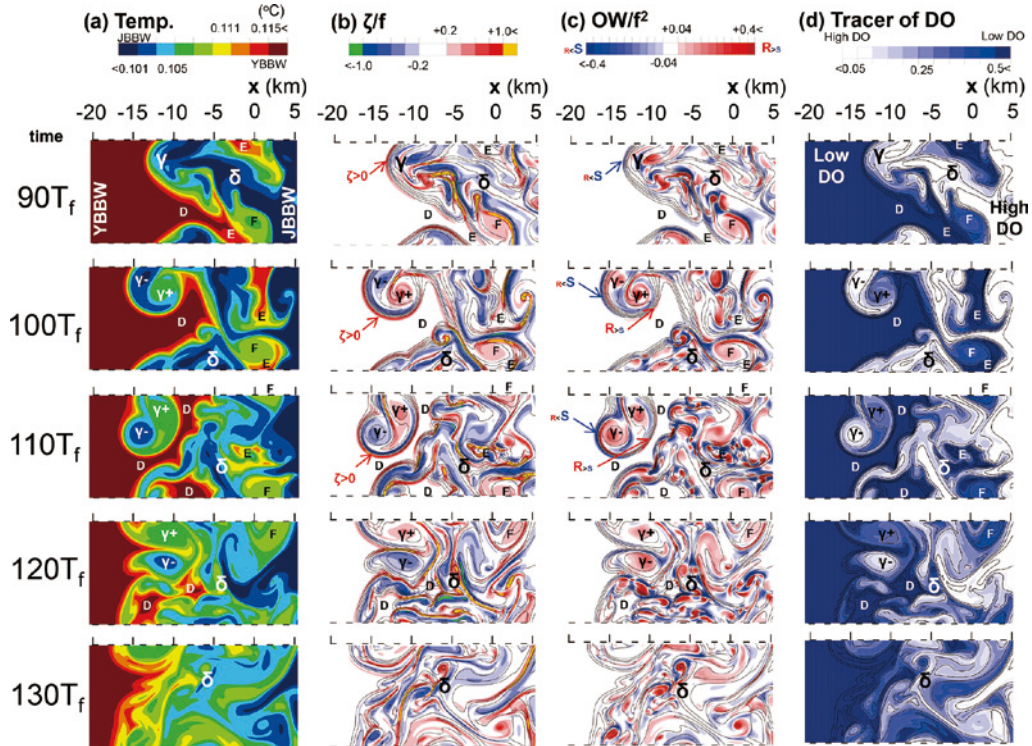 (a) Temp. (°C)
JBBW 0.111 0.115<
<0.101 0.105 YBBW
(b) ζ/f
+0.2 +1.0<
<-1.0 -0.2
(c) OW/f²
R<S +0.04 +0.4< R>S
<-0.4 -0.04
(d) Tracer of DO
High DO Low DO
<0.05 0.25 0.5<
x (km) x (km) x (km) x (km)
-20 -15 -10 -5 0 5 -20 -15 -10 -5 0 5 -20 -15 -10 -5 0 5 -20 -15 -10 -5 0 5
time
90Tf
YBBW γ δ D E E F JBBW
ζ>0 γ δ D E E F
R<S δ D E F
Low DO γ δ D E F High DO
100Tf
γ- γ+ D δ E F E
γ- γ+ ζ>0 D δ E F
R<S γ- γ+ R>S D δ E F
γ- γ+ D δ E F E
110Tf
F F F F
γ+ D γ- D D δ E F
γ+ D γ- ζ>0 D D δ E F
R<S γ+ D γ- R>S D D δ E F
γ+ D γ- D D δ E F
120Tf
γ+ γ- D D δ F
γ+ γ- D D δ F
γ+ γ- D D δ F
γ+ γ- D D δ F
130Tf
δ δ δ δ